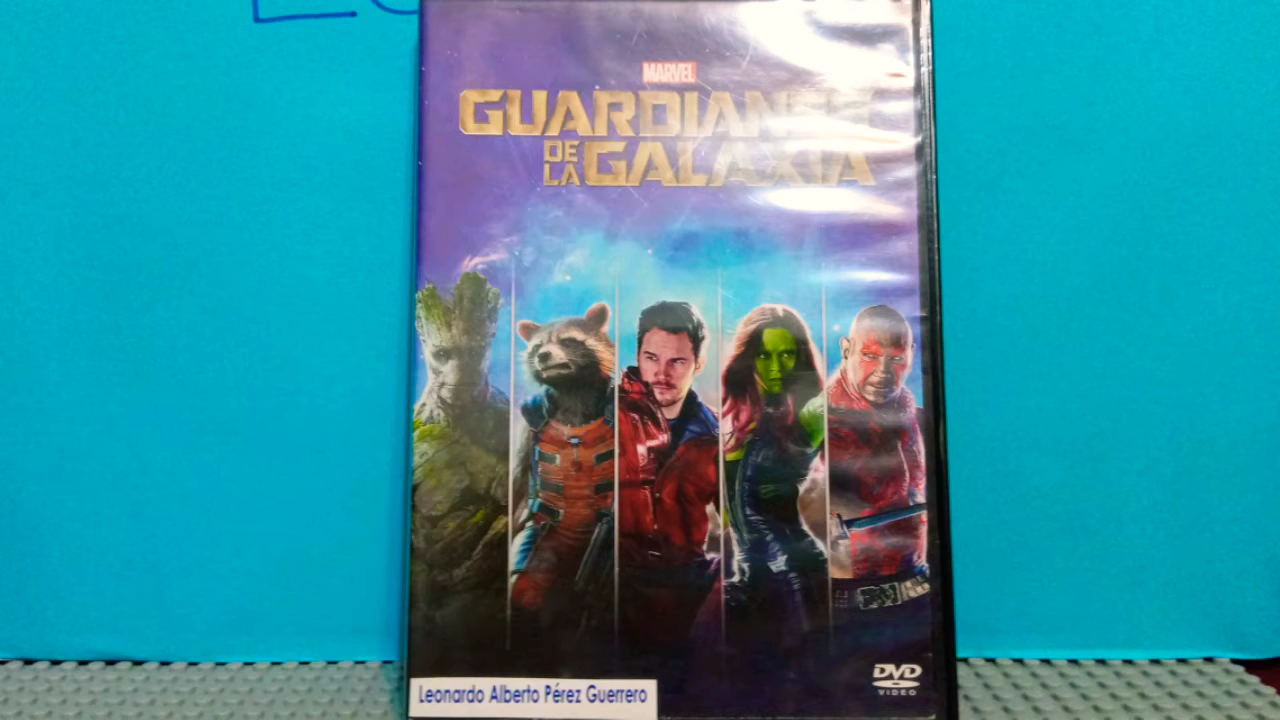 MARVEL
GUARDIANES
DE LA GALAXIA
DVD
VIDEO
Leonardo Alberto Pérez Guerrero